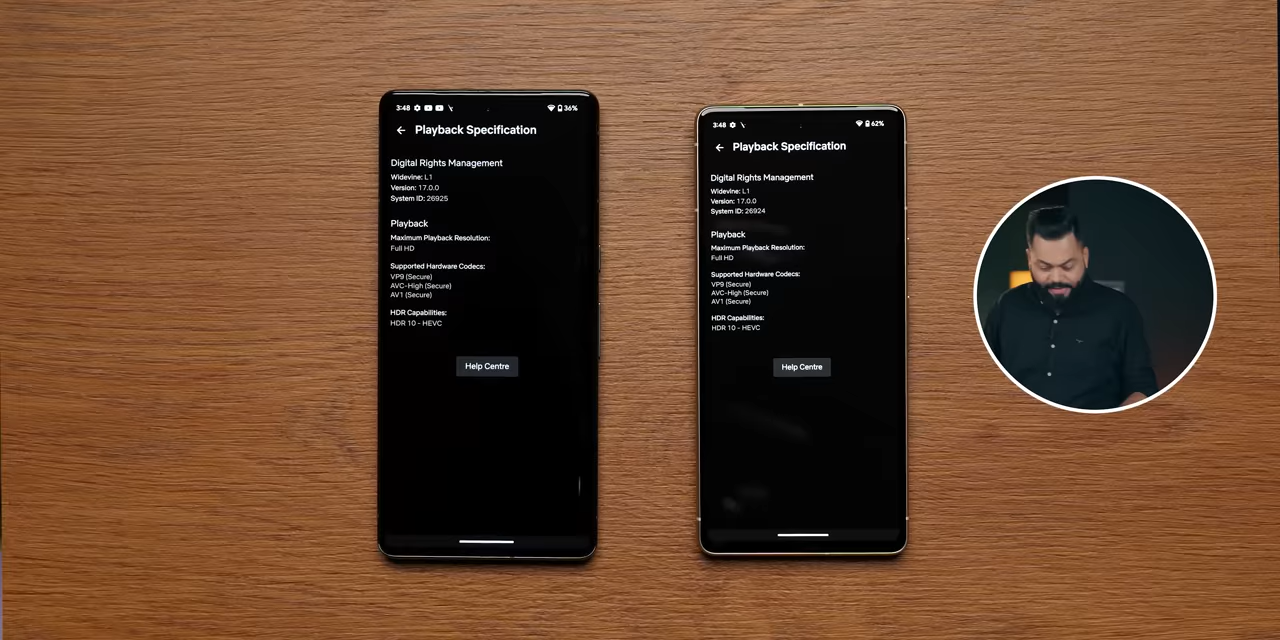 3:48
36%
Playback Specification
Digital Rights Management
Widevine: L1
Version: 17.0.0
System ID: 26925
Playback
Maximum Playback Resolution:
Full HD
Supported Hardware Codecs:
VP9 (Secure)
AVC-High (Secure)
AV1 (Secure)
HDR Capabilities:
HDR 10 - HEVC
Help Centre
3:48
62%
Playback Specification
Digital Rights Management
Widevine: L1
Version: 17.0.0
System ID: 26924
Playback
Maximum Playback Resolution:
Full HD
Supported Hardware Codecs:
VP9 (Secure)
AVC-High (Secure)
AV1 (Secure)
HDR Capabilities:
HDR 10 - HEVC
Help Centre